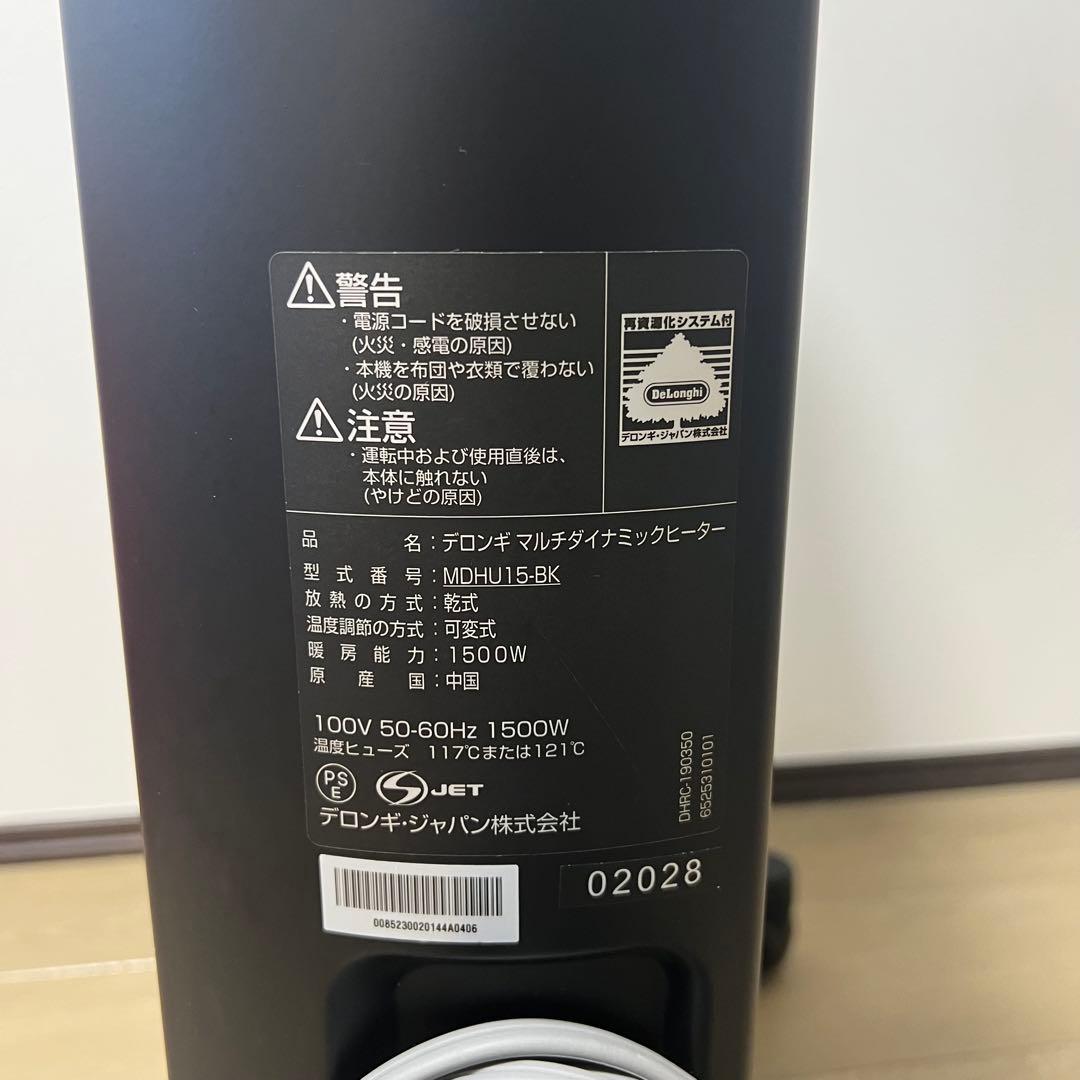 警告
・電源コードを破損させない
(火災・感電の原因)
・本機を布団や衣類で覆わない
(火災の原因)
注意
・運転中および使用直後は、
本体に触れない
(やけどの原因)
再資源化システム付
DeLonghi
デロンギ・ジャパン株式会社
品名：デロンギ マルチダイナミックヒーター
型式番号：MDHU15-BK
放熱の方式：乾式
温度調節の方式：可変式
暖房能力：1500W
原産国：中国
100V 50-60Hz 1500W
温度ヒューズ 117℃または121℃
PS
E
S JET
デロンギ・ジャパン株式会社
DHRC-190350
6525310101
0085230020144A0406
02028